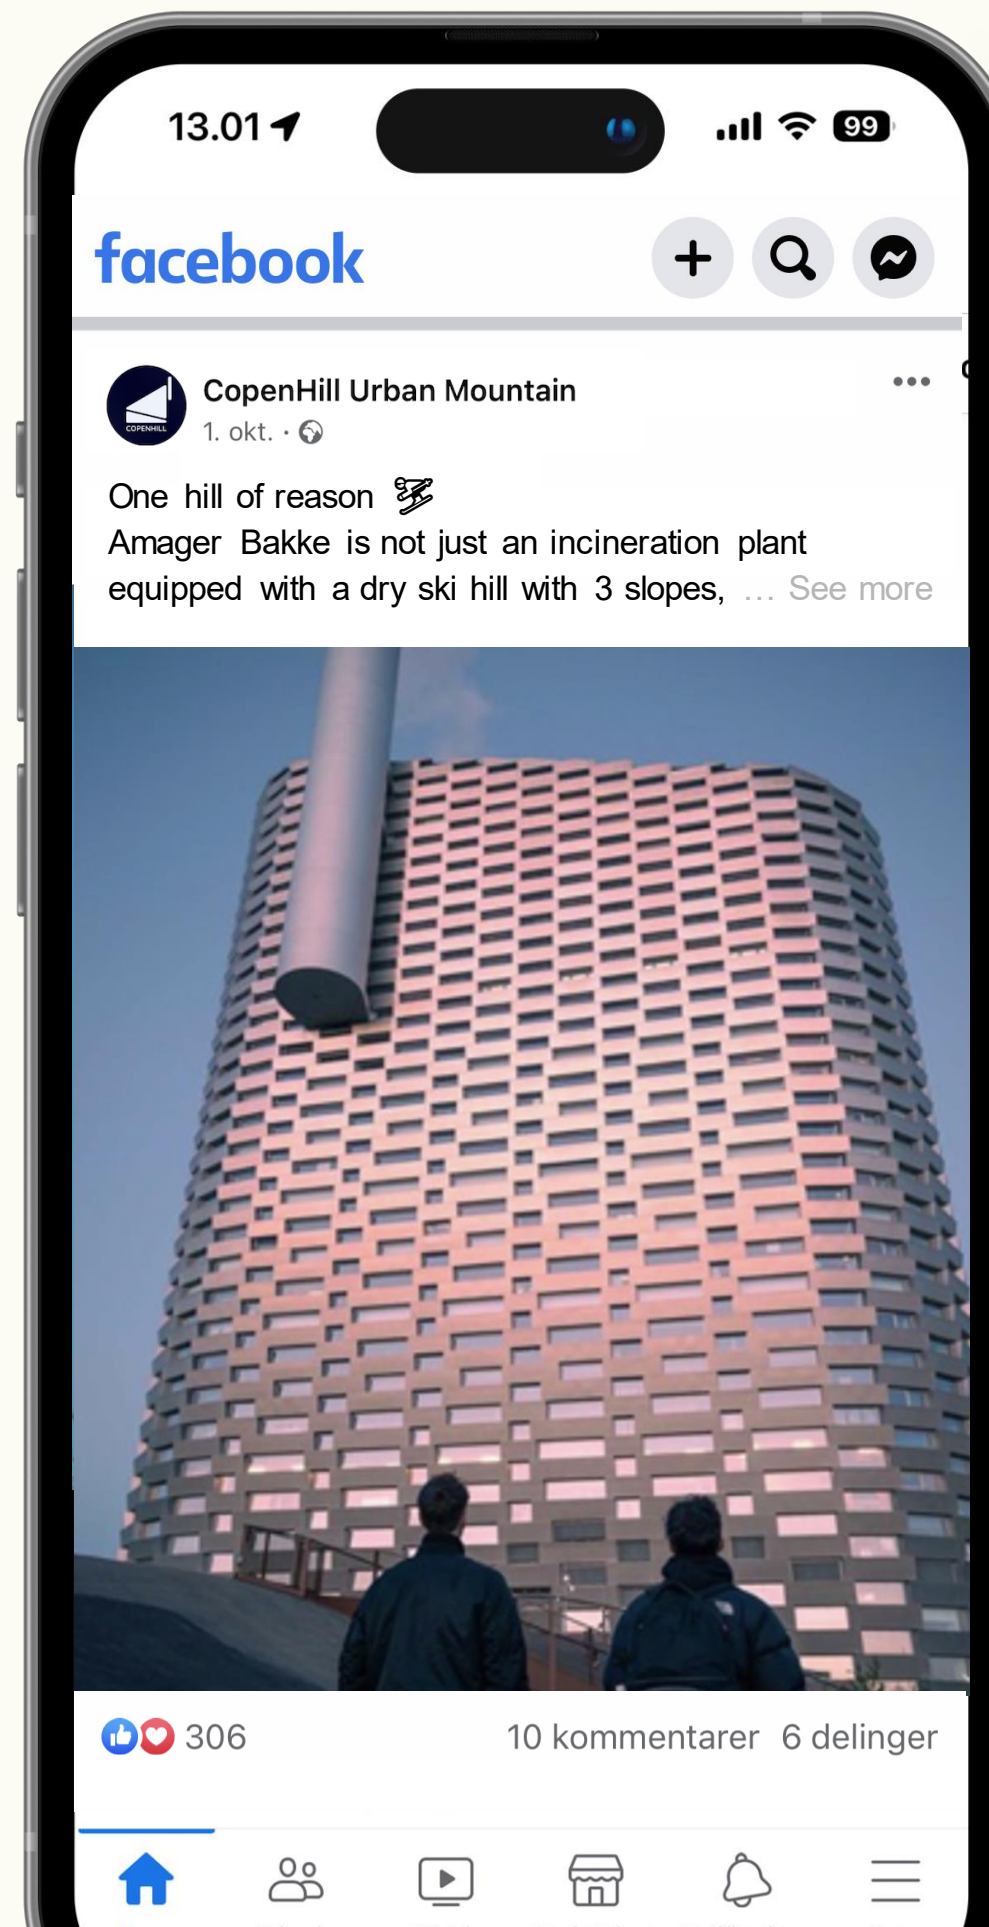 13.01
99
facebook
COPENHILL
CopenHill Urban Mountain
1. okt. ·
One hill of reason
Amager Bakke is not just an incineration plant
equipped with a dry ski hill with 3 slopes, ... See more
306
10 kommentarer 6 delinger